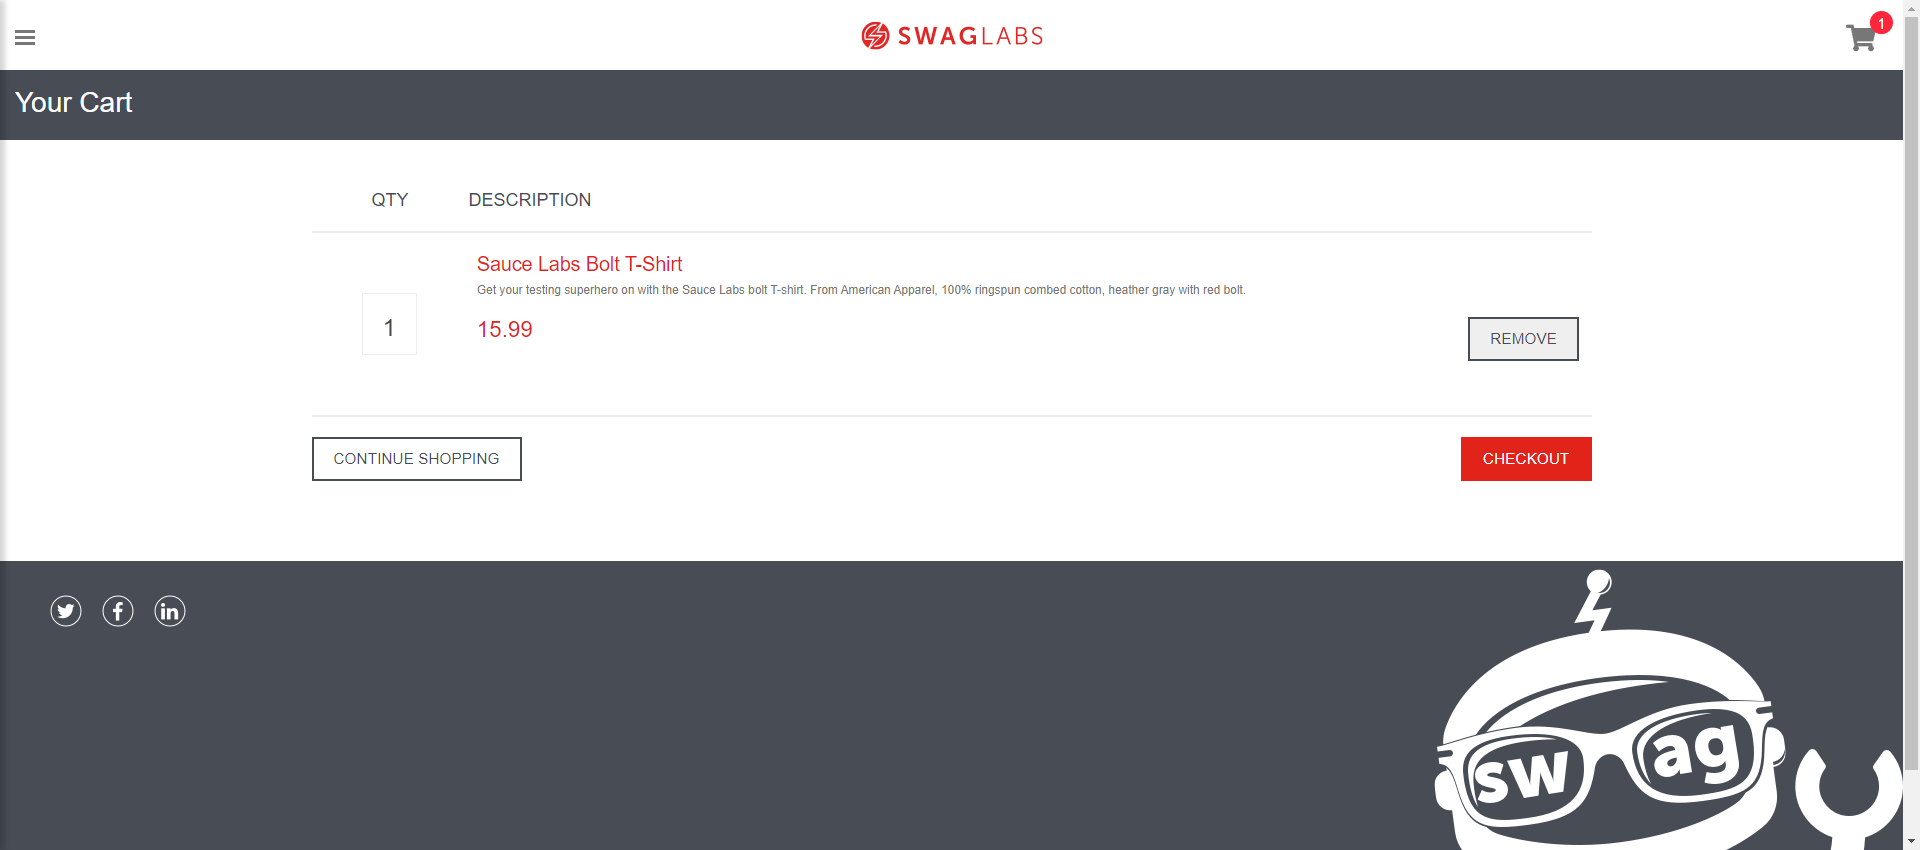 SWAGLABS
1
Your Cart
QTY DESCRIPTION
Sauce Labs Bolt T-Shirt
Get your testing superhero on with the Sauce Labs bolt T-shirt. From American Apparel, 100% ringspun combed cotton, heather gray with red bolt.
1
15.99
REMOVE
CONTINUE SHOPPING
CHECKOUT
swag